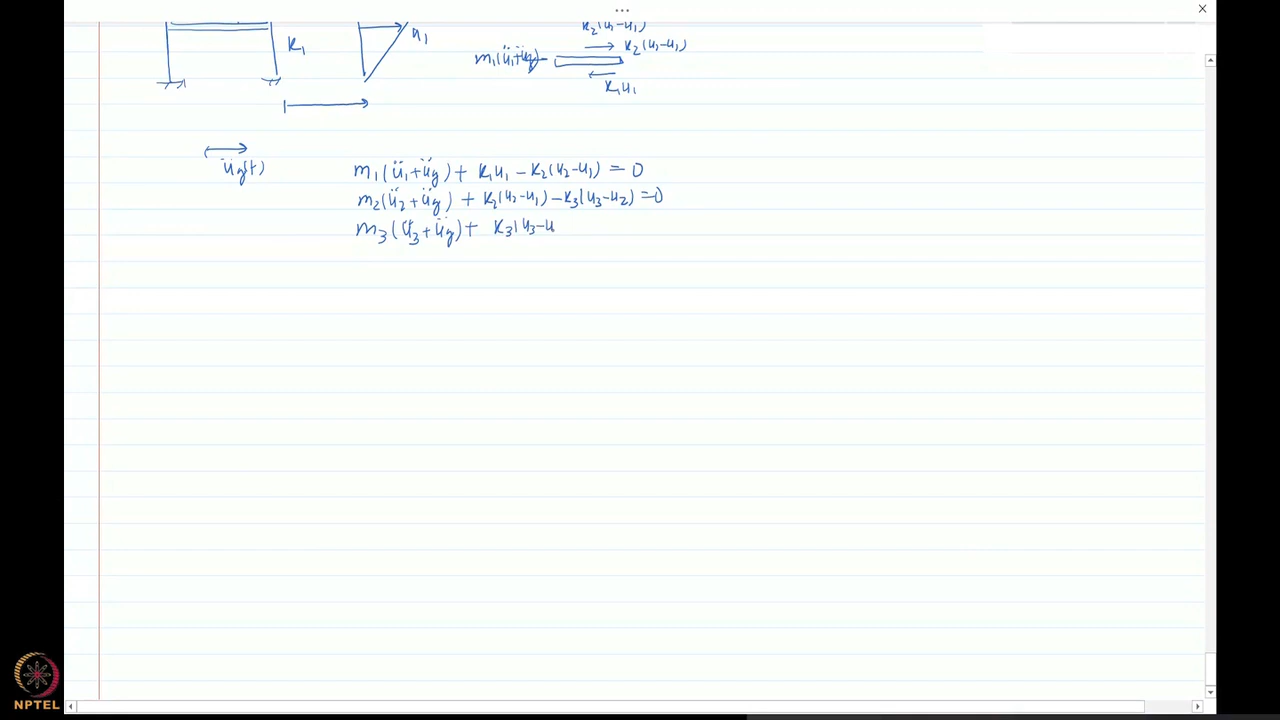 k₂(u₂-u₁)
k₁
u₁
m₁(ü₁+üg)
k₂(u₂-u₁)
k₁u₁
üg(t)
m₁(ü₁+üg) + k₁u₁ - k₂(u₂-u₁) = 0
m₂(ü₂+üg) + k₂(u₂-u₁) - k₃(u₃-u₂) = 0
m₃(ü₃+üg) + k₃(u₃-u
NPTEL